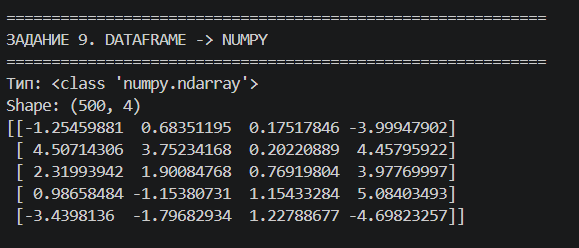 ============================================================
ЗАДАНИЕ 9. DATAFRAME -> NUMPY
============================================================
Тип: <class 'numpy.ndarray'>
Shape: (500, 4)
[[-1.25459881  0.68351195  0.17517846 -3.99947902]
 [ 4.50714306  3.75234168  0.20220889  4.45795922]
 [ 2.31993942  1.90084768  0.76919804  3.97769997]
 [ 0.98658484 -1.15380731  1.15433284  5.08403493]
 [-3.4398136  -1.79682934  1.22788677 -4.69823257]]